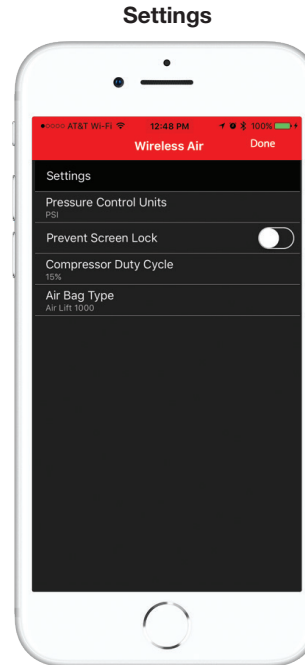 Settings
●○○○○ AT&T Wi-Fi 12:48 PM 100%
Wireless Air Done
Settings
Pressure Control Units
PSI
Prevent Screen Lock
Compressor Duty Cycle
15%
Air Bag Type
Air Lift 1000